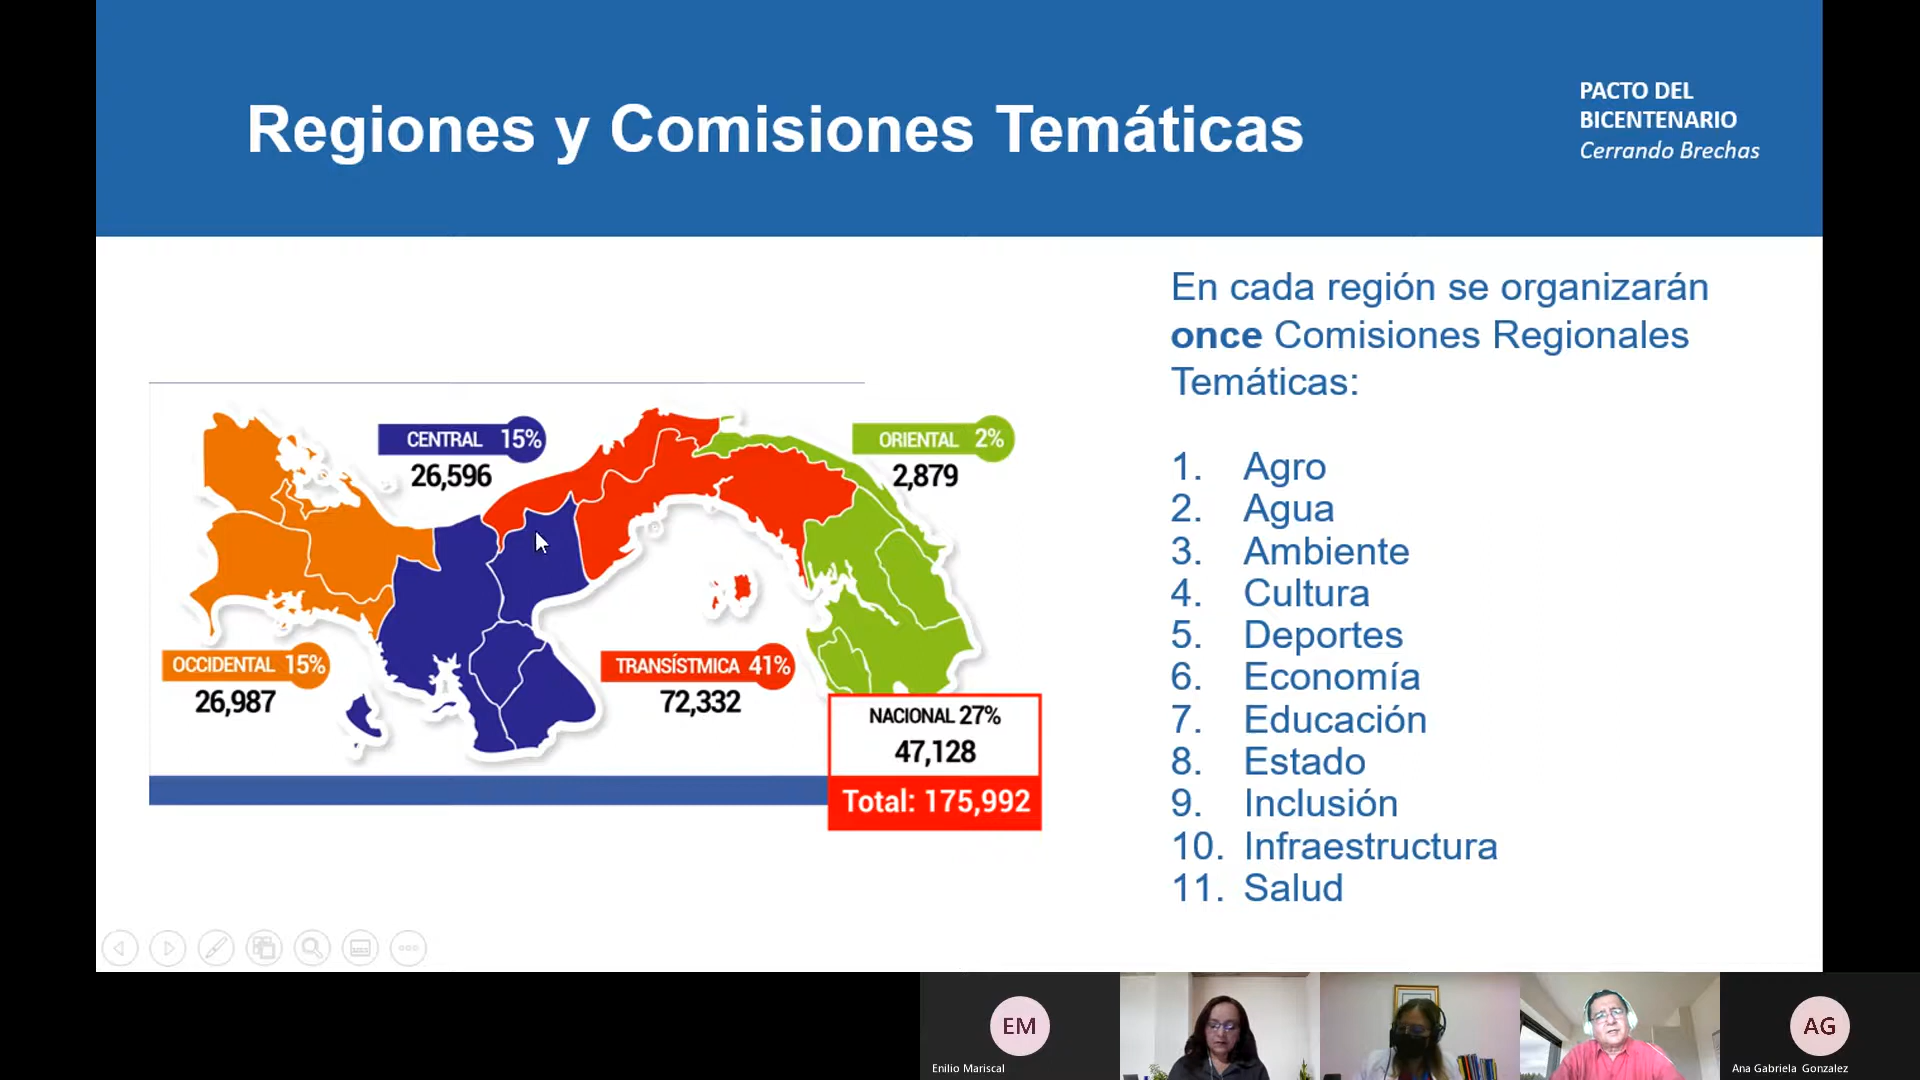 Regiones y Comisiones Temáticas
PACTO DEL
BICENTENARIO
Cerrando Brechas
En cada región se organizarán
once Comisiones Regionales
Temáticas:
1. Agro
2. Agua
3. Ambiente
4. Cultura
5. Deportes
6. Economía
7. Educación
8. Estado
9. Inclusión
10. Infraestructura
11. Salud
CENTRAL 15%
26,596
ORIENTAL 2%
2,879
OCCIDENTAL 15%
26,987
TRANSÍSTMICA 41%
72,332
NACIONAL 27%
47,128
Total: 175,992
EM
Enilio Mariscal
AG
Ana Gabriela Gonzalez